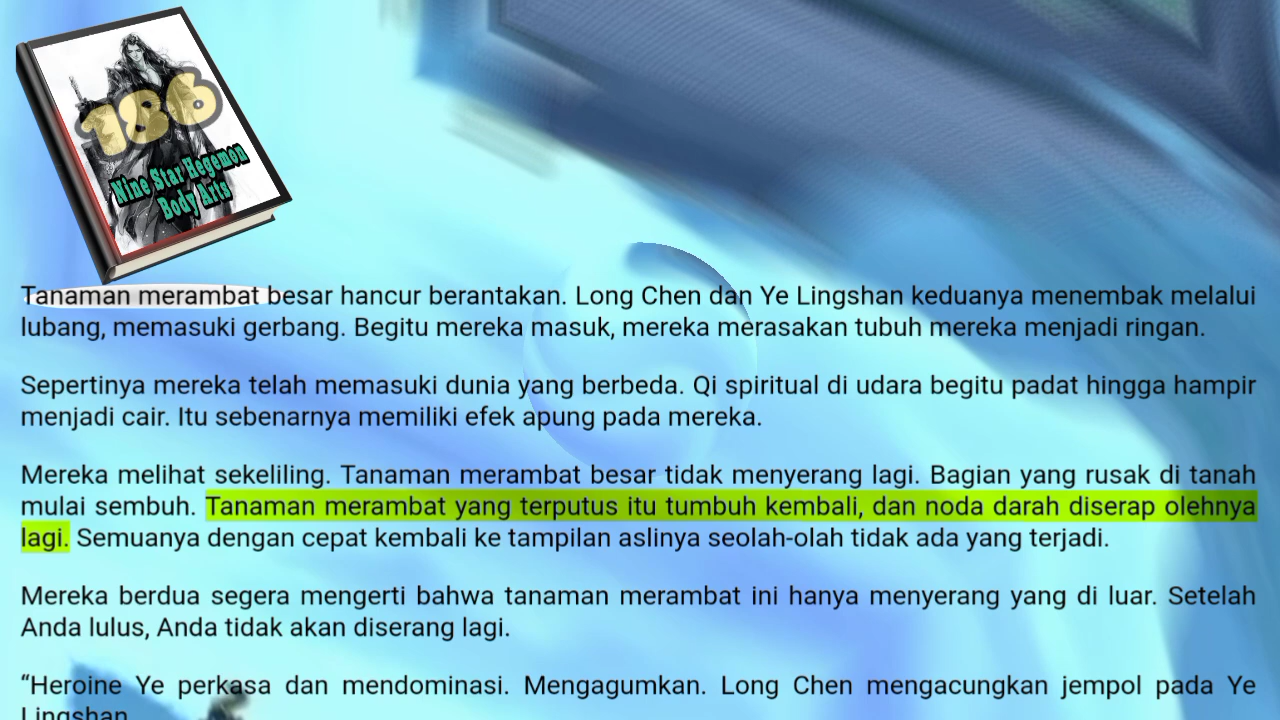 186
Nine Star Hegemon
Body Arts
Tanaman merambat besar hancur berantakan. Long Chen dan Ye Lingshan keduanya menembak melalui
lubang, memasuki gerbang. Begitu mereka masuk, mereka merasakan tubuh mereka menjadi ringan.
Sepertinya mereka telah memasuki dunia yang berbeda. Qi spiritual di udara begitu padat hingga hampir
menjadi cair. Itu sebenarnya memiliki efek apung pada mereka.
Mereka melihat sekeliling. Tanaman merambat besar tidak menyerang lagi. Bagian yang rusak di tanah
mulai sembuh. Tanaman merambat yang terputus itu tumbuh kembali, dan noda darah diserap olehnya
lagi. Semuanya dengan cepat kembali ke tampilan aslinya seolah-olah tidak ada yang terjadi.
Mereka berdua segera mengerti bahwa tanaman merambat ini hanya menyerang yang di luar. Setelah
Anda lulus, Anda tidak akan diserang lagi.
“Heroine Ye perkasa dan mendominasi. Mengagumkan. Long Chen mengacungkan jempol pada Ye
Lingshan